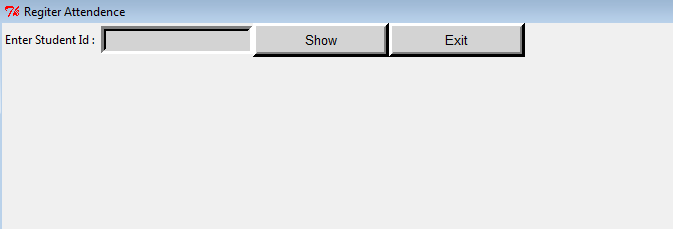 Regiter Attendence
Enter Student Id : Show Exit